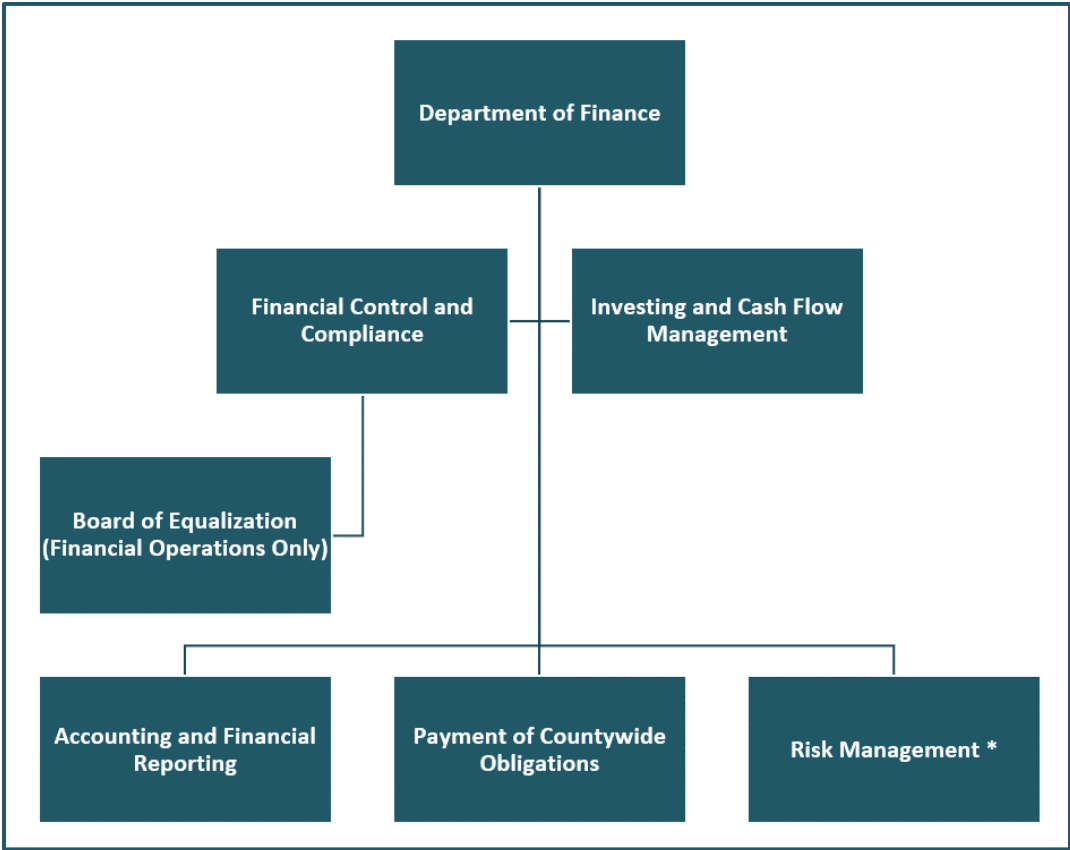 Department of Finance
Financial Control and
Compliance
Investing and Cash Flow
Management
Board of Equalization
(Financial Operations Only)
Accounting and Financial
Reporting
Payment of Countywide
Obligations
Risk Management *